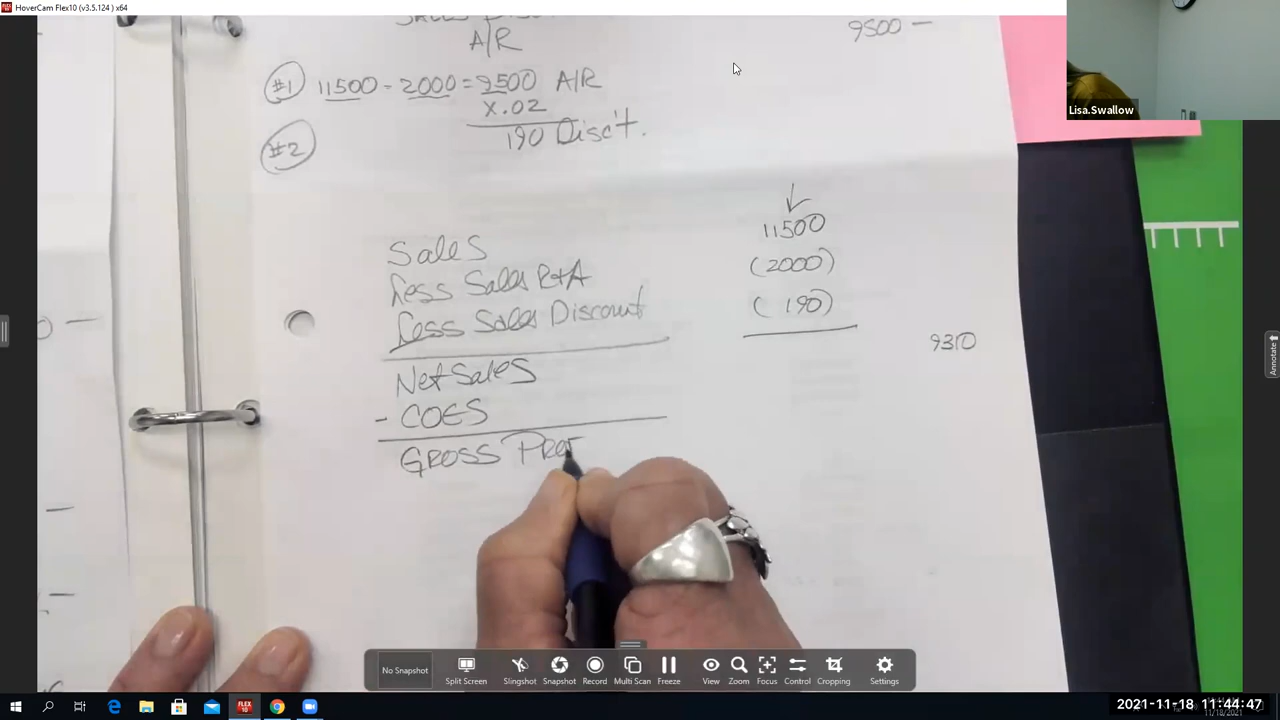 HoverCam Flex10 (v3.5.124) x64
A/R
9500 —
#1 11500 - 2000 = 9500 A/R
x.02
190 Disc't.
#2
Sales 11500
Less Sales R+A (2000)
Less Sales Discount (190)
9310
Net Sales
- COGS
GROSS Prof
Lisa.Swallow
Annotate
No Snapshot
Split Screen
Slingshot
Snapshot
Record
Multi Scan
Freeze
View
Zoom
Focus
Control
Cropping
Settings
2021-11-18 11:44:47